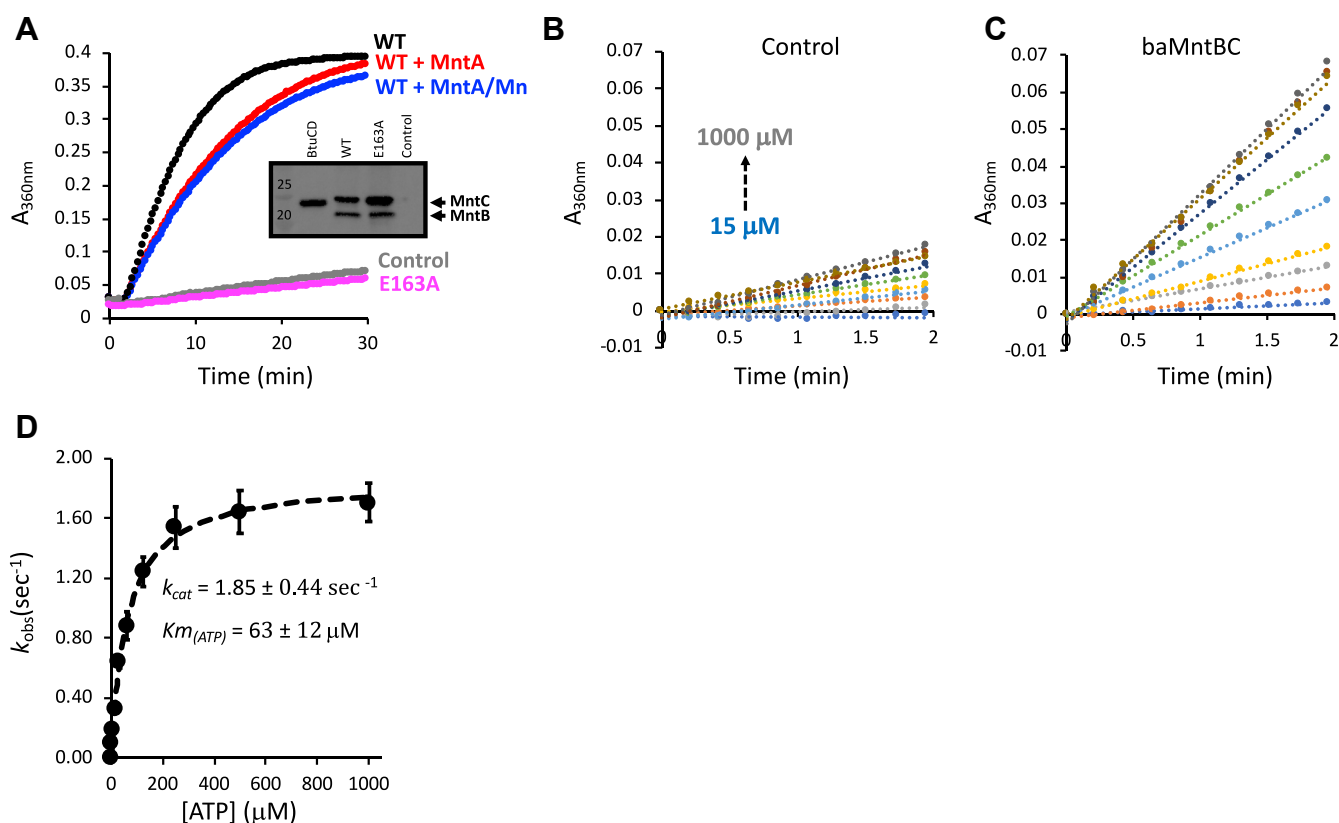 A
0.4
0.35
0.3
0.25
0.2
0.15
0.1
0.05
0
A360nm
0
10
20
30
Time (min)
WT
WT + MntA
WT + MntA/Mn
BtuCD
WT
E163A
Control
25
20
MntC
MntB
Control
E163A
B
Control
0.07
0.06
0.05
0.04
0.03
0.02
0.01
0
-0.01
A360nm
1000 μM
15 μM
0
0.5
1
1.5
2
Time (min)
C
baMntBC
0.07
0.06
0.05
0.04
0.03
0.02
0.01
0
-0.01
A360nm
0
0.5
1
1.5
2
Time (min)
D
2.00
1.60
1.20
0.80
0.40
0.00
kobs(sec-1)
kcat = 1.85 ± 0.44 sec -1
Km(ATP) = 63 ± 12 μM
0
200
400
600
800
1000
[ATP] (μM)